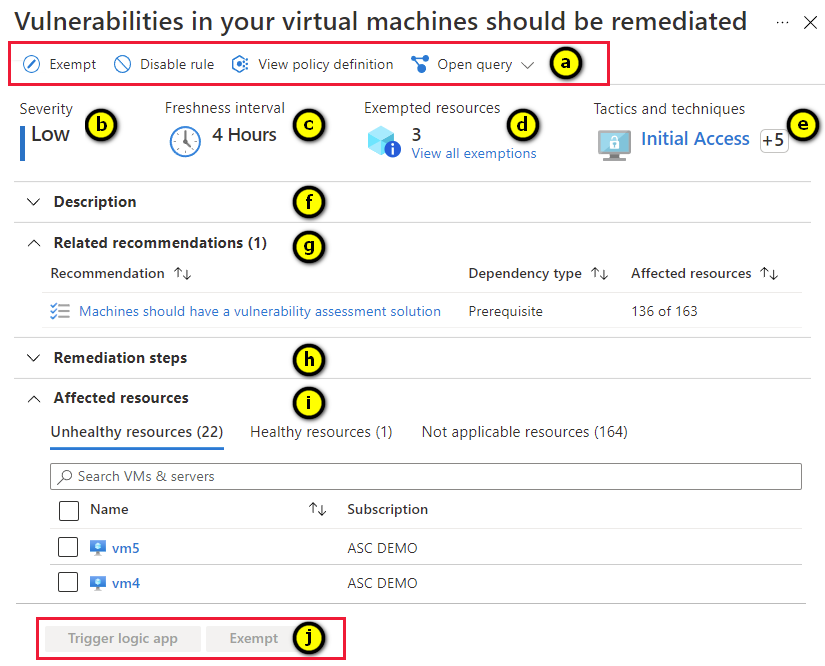 Vulnerabilities in your virtual machines should be remediated ...
Exempt Disable rule View policy definition Open query a
Severity Freshness interval Exempted resources Tactics and techniques
Low b 4 Hours c 3 d Initial Access +5 e
View all exemptions
Description f
Related recommendations (1) g
Recommendation Dependency type Affected resources
Machines should have a vulnerability assessment solution Prerequisite 136 of 163
Remediation steps h
Affected resources i
Unhealthy resources (22) Healthy resources (1) Not applicable resources (164)
Search VMs & servers
Name Subscription
vm5 ASC DEMO
vm4 ASC DEMO
Trigger logic app Exempt j